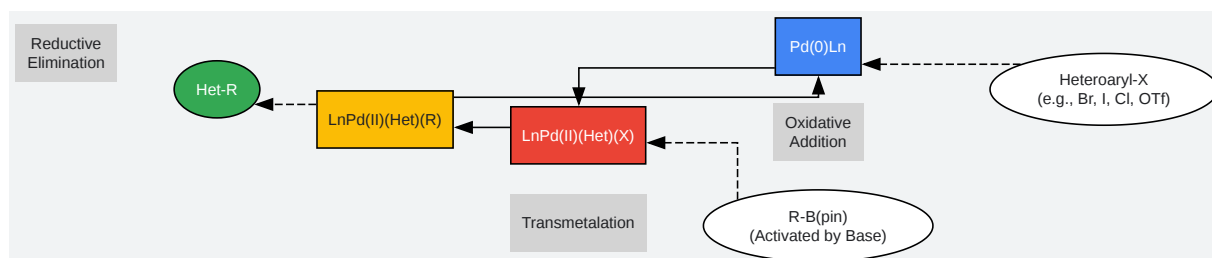 Reductive
Elimination
Pd(0)Ln
Heteroaryl-X
(e.g., Br, I, Cl, OTf)
Het-R
LnPd(II)(Het)(R)
LnPd(II)(Het)(X)
Oxidative
Addition
Transmetalation
R-B(pin)
(Activated by Base)